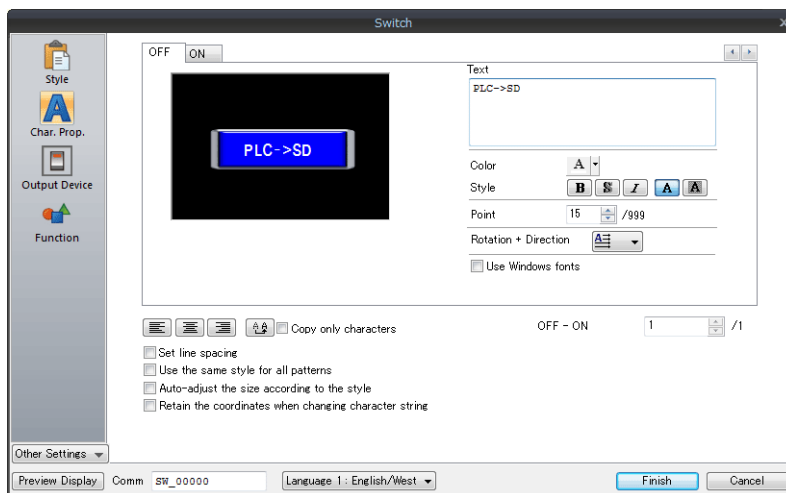 Switch
Style
Char. Prop.
Output Device
Function
Other Settings
OFF ON
PLC->SD
Text
PLC->SD
Color A
Style B S I A A
Point 15 /999
Rotation + Direction A
Use Windows fonts
A A Copy only characters
OFF - ON 1 /1
Set line spacing
Use the same style for all patterns
Auto-adjust the size according to the style
Retain the coordinates when changing character string
Preview Display Comm SW_00000 Language 1 : English/West Finish Cancel